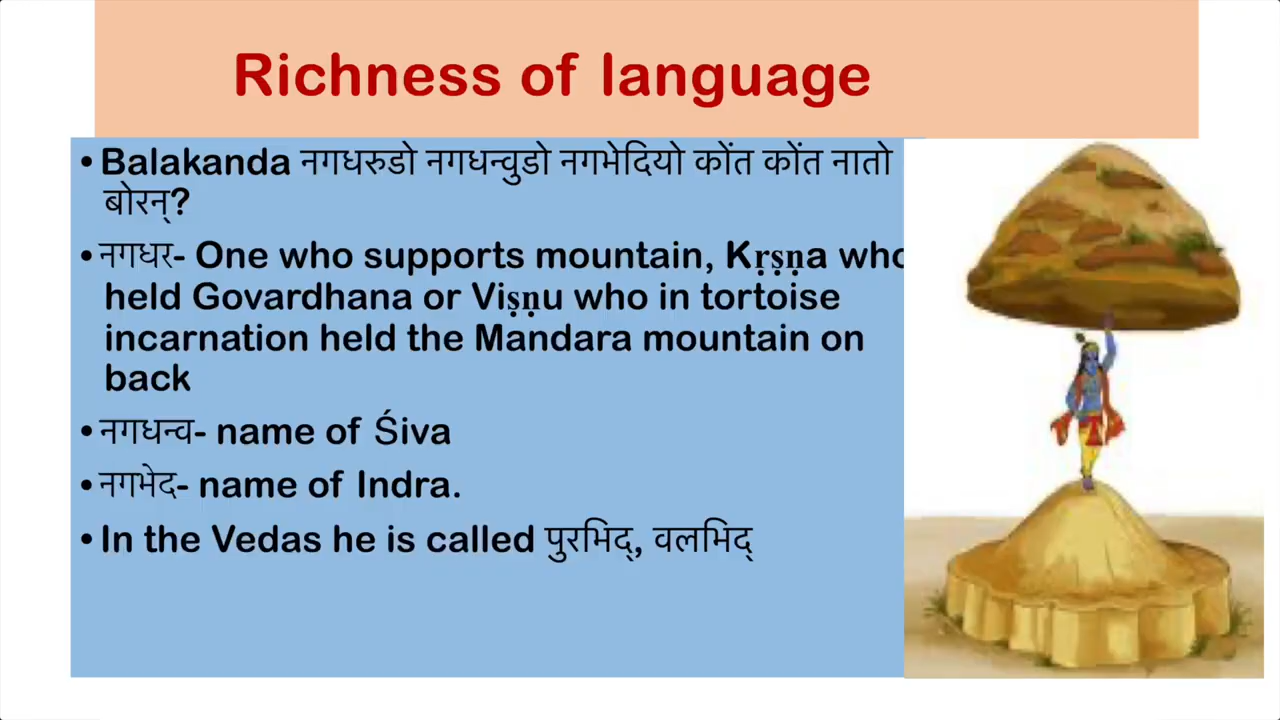 Richness of language
• Balakanda नगधरुडो नगधन्वुडो नगभेदियो कोंत कोंत नातो
बोरन्?
• नगधर- One who supports mountain, Kṛṣṇa who
held Govardhana or Viṣṇu who in tortoise
incarnation held the Mandara mountain on
back
• नगधन्व- name of Śiva
• नगभेद- name of Indra.
• In the Vedas he is called पुरभिद्, वलभिद्